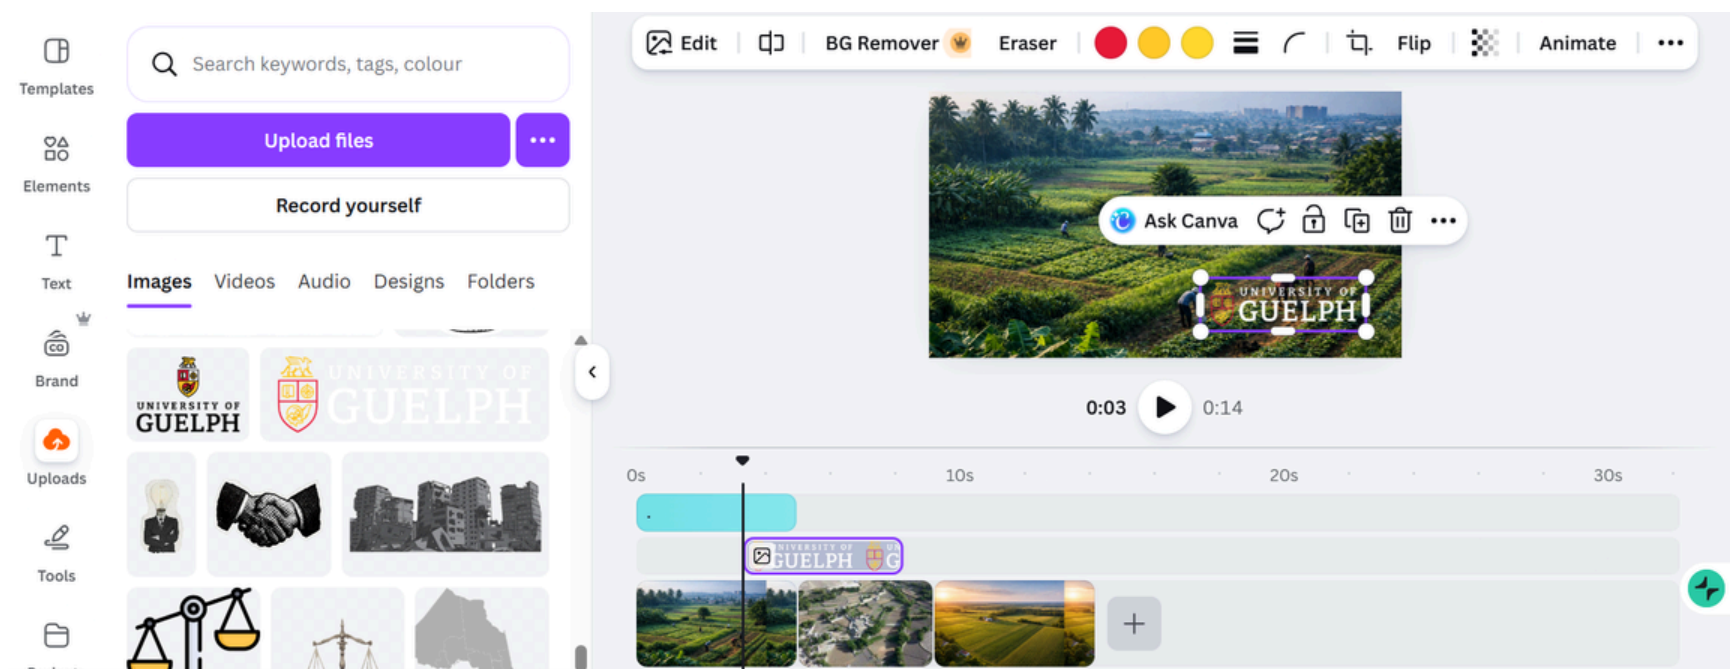 Templates
Elements
Text
Brand
Uploads
Tools
Search keywords, tags, colour
Upload files
Record yourself
Images Videos Audio Designs Folders
UNIVERSITY OF
GUELPH
UNIVERSITY OF
GUELPH
Edit BG Remover Eraser Flip Animate
Ask Canva
UNIVERSITY OF
GUELPH
0:03 0:14
0s 10s 20s 30s
.
UNIVERSITY OF
GUELPH